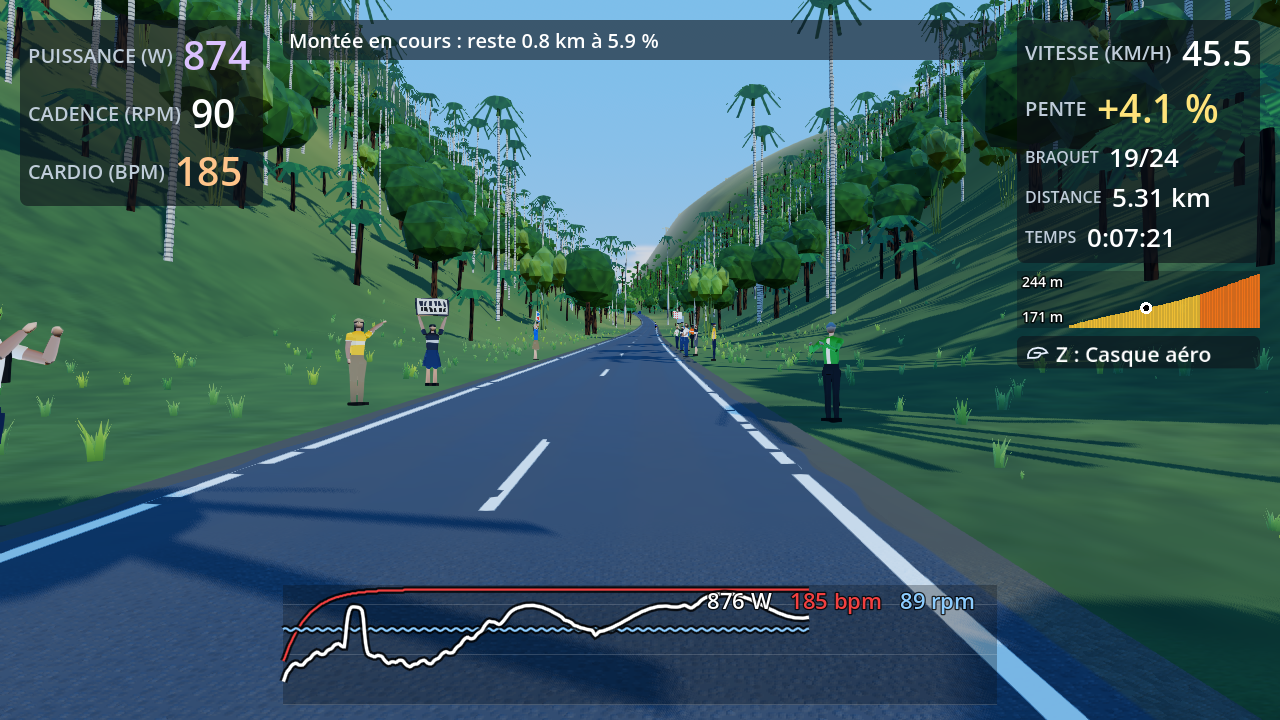 PUISSANCE (W) 874
CADENCE (RPM) 90
CARDIO (BPM) 185
Montée en cours : reste 0.8 km à 5.9 %
VITESSE (KM/H) 45.5
PENTE +4.1 %
BRAQUET 19/24
DISTANCE 5.31 km
TEMPS 0:07:21
244 m
171 m
Z : Casque aéro
876 W 185 bpm 89 rpm